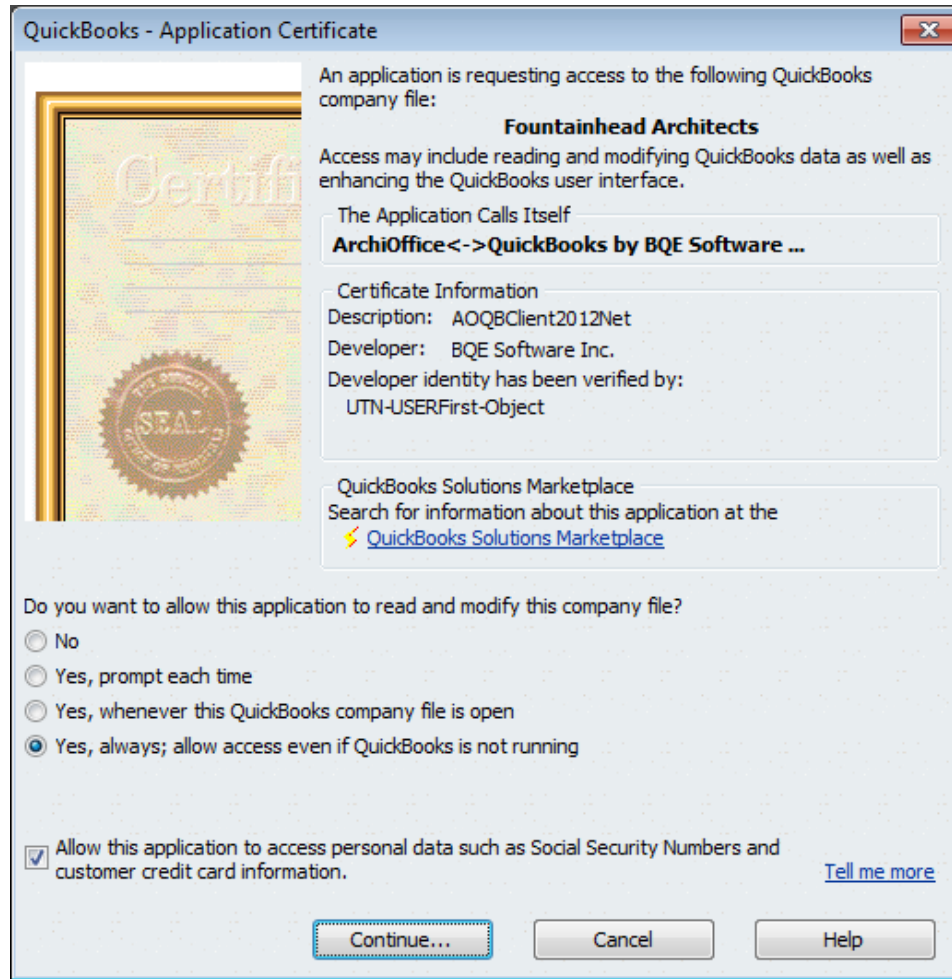 QuickBooks - Application Certificate
An application is requesting access to the following QuickBooks
company file:
Fountainhead Architects
Access may include reading and modifying QuickBooks data as well as
enhancing the QuickBooks user interface.
The Application Calls Itself
ArchiOffice<->QuickBooks by BQE Software ...
Certificate Information
Description: AOQBClient2012Net
Developer: BQE Software Inc.
Developer identity has been verified by:
UTN-USERFirst-Object
QuickBooks Solutions Marketplace
Search for information about this application at the
QuickBooks Solutions Marketplace
Certifi
THE OFFICIAL
SEAL
Do you want to allow this application to read and modify this company file?
No
Yes, prompt each time
Yes, whenever this QuickBooks company file is open
Yes, always; allow access even if QuickBooks is not running
Allow this application to access personal data such as Social Security Numbers and
customer credit card information.
Tell me more
Continue...
Cancel
Help